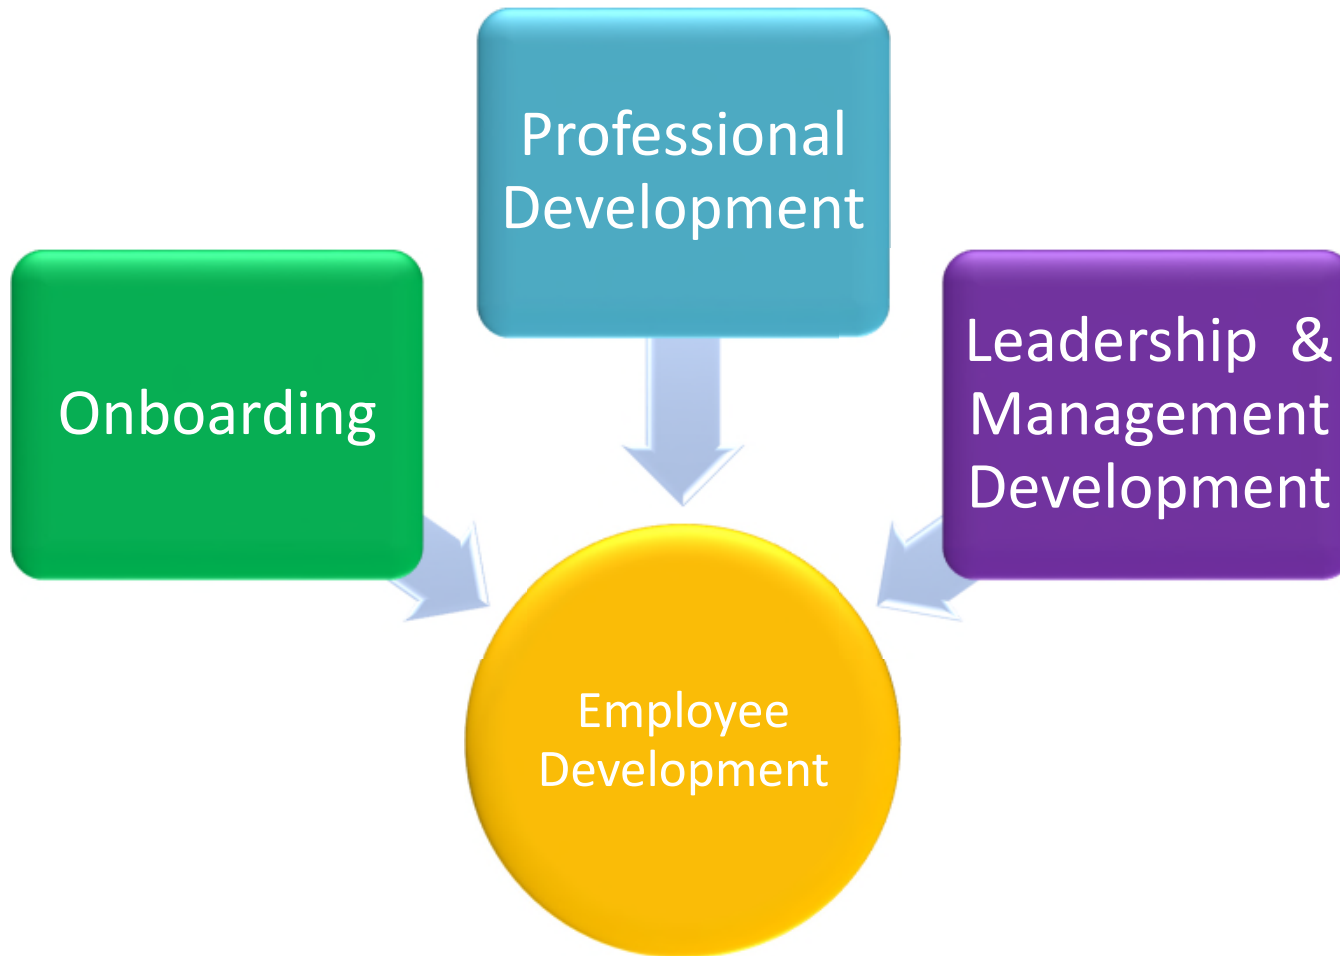 Professional
Development
Onboarding
Leadership &
Management
Development
Employee
Development